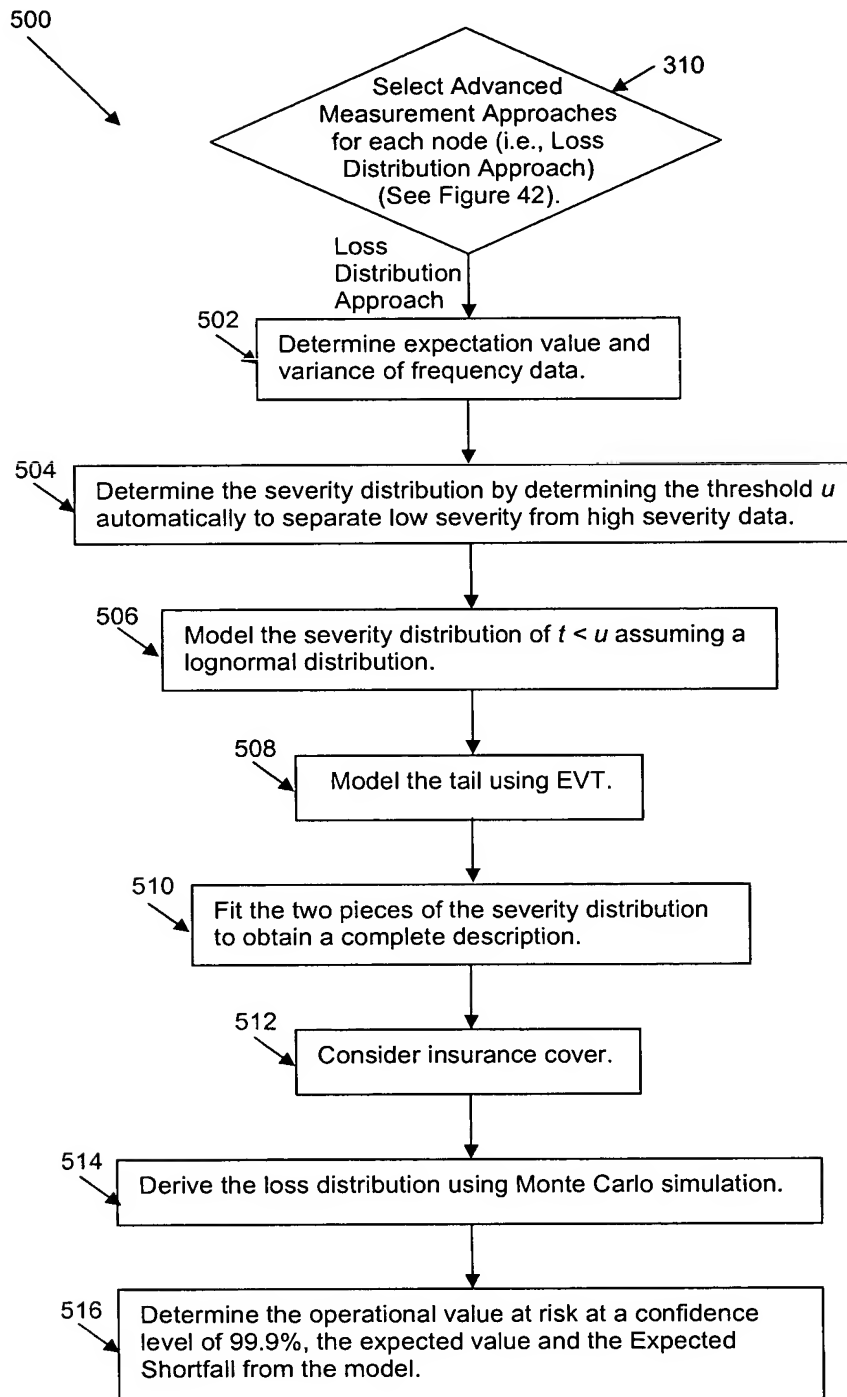 500
310
Select Advanced
Measurement Approaches
for each node (i.e., Loss
Distribution Approach)
(See Figure 42).
Loss
Distribution
Approach
502
Determine expectation value and
variance of frequency data.
504
Determine the severity distribution by determining the threshold u
automatically to separate low severity from high severity data.
506
Model the severity distribution of t < u assuming a
lognormal distribution.
508
Model the tail using EVT.
510
Fit the two pieces of the severity distribution
to obtain a complete description.
512
Consider insurance cover.
514
Derive the loss distribution using Monte Carlo simulation.
516
Determine the operational value at risk at a confidence
level of 99.9%, the expected value and the Expected
Shortfall from the model.